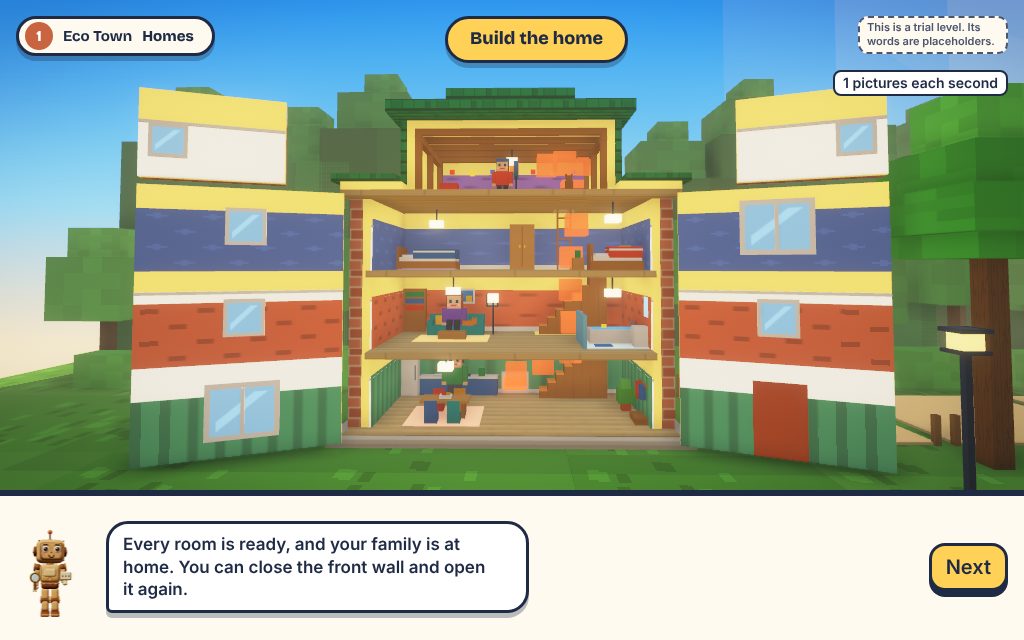 1 Eco Town Homes
Build the home
This is a trial level. Its
words are placeholders.
1 pictures each second
Every room is ready, and your family is at
home. You can close the front wall and open
it again.
Next